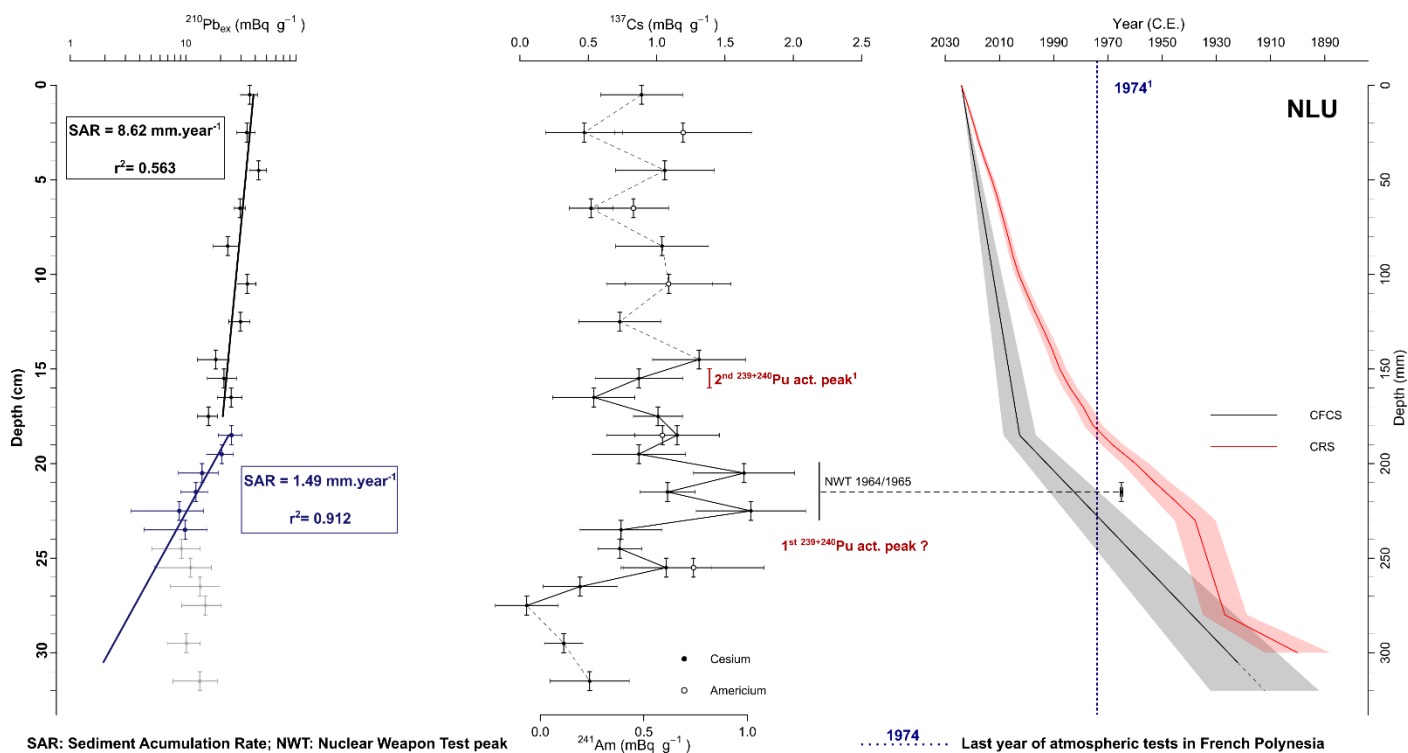 ²¹⁰Pbₑₓ (mBq g⁻¹)
1 10
0
5
10
15
20
25
30
Depth (cm)
SAR = 8.62 mm.year⁻¹
r²= 0.563
SAR = 1.49 mm.year⁻¹
r²= 0.912
¹³⁷Cs (mBq g⁻¹)
0.0 0.5 1.0 1.5 2.0 2.5
2ⁿᵈ ²³⁹⁺²⁴⁰Pu act. peak¹
NWT 1964/1965
1ˢᵗ ²³⁹⁺²⁴⁰Pu act. peak ?
Cesium
Americium
0.0 0.5 1.0
²⁴¹Am (mBq g⁻¹)
Year (C.E.)
2030 2010 1990 1970 1950 1930 1910 1890
1974¹
NLU
CFCS
CRS
0
50
100
150
200
250
300
Depth (mm)
SAR: Sediment Acumulation Rate; NWT: Nuclear Weapon Test peak
1974
Last year of atmospheric tests in French Polynesia